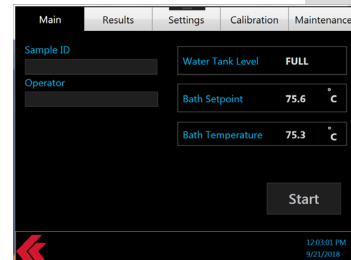 Main Results Settings Calibration Maintenance
Sample ID
Operator
Water Tank Level FULL
Bath Setpoint 75.6 °C
Bath Temperature 75.3 °C
Start
12:03:01 PM
9/21/2018